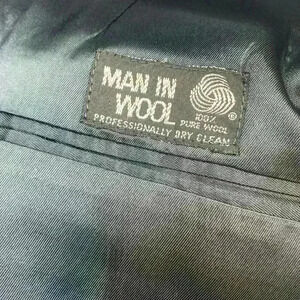 MAN IN
WOOL
100%
PURE WOOL
®
PROFESSIONALLY DRY CLEAN